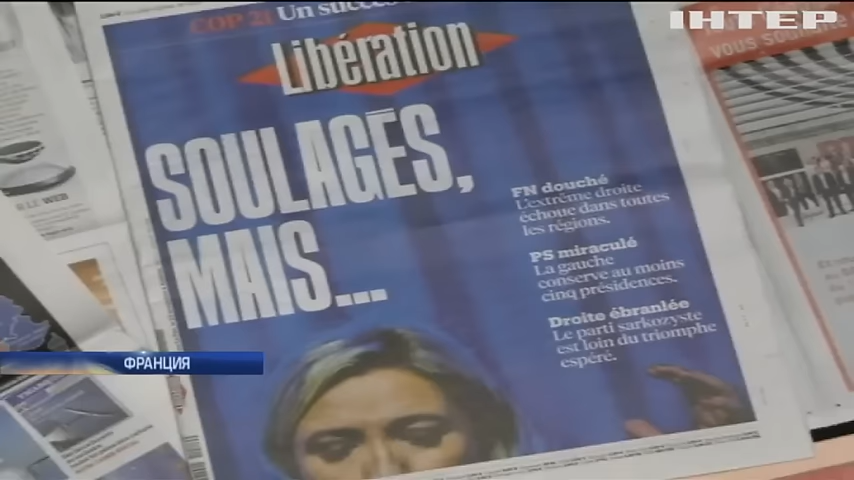 COP 21 Un succès
ІНТЕР
Libération
vous souhaite
SOULAGÉS,
MAIS...
FN douché
L'extrême droite
échoue dans toutes
les régions.
PS miraculé
La gauche
conserve au moins
cinq présidences.
Droite ébranlée
Le parti sarkozyste
est loin du triomphe
espéré.
R LE WEB
ФРАНЦИЯ